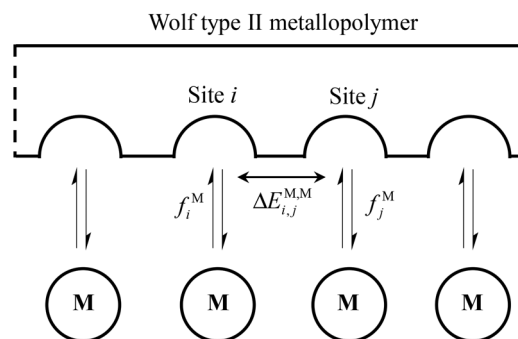 Wolf type II metallopolymer
Site i Site j
f_i^M ΔE_{i,j}^{M,M} f_j^M
M M M M